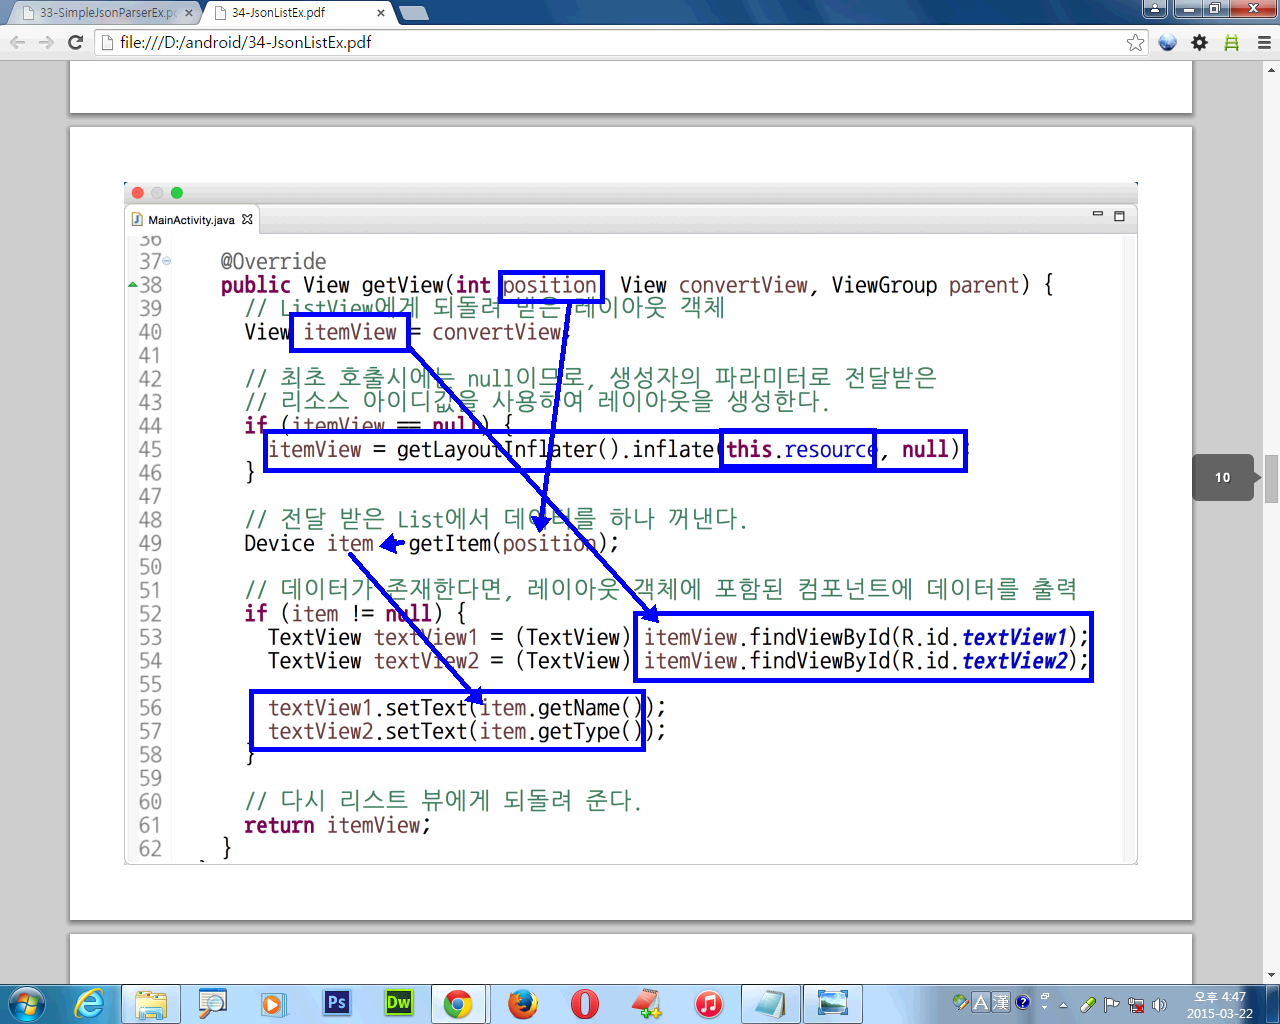 33-SimpleJsonParserEx.p
34-JsonListEx.pdf
file:///D:/android/34-JsonListEx.pdf
MainActivity.java
36
37 @Override
38 public View getView(int position View convertView, ViewGroup parent) {
39 // ListView에게 되돌려 받은 레이아웃 객체
40 View itemView = convertView;
41
42 // 최초 호출시에는 null이므로, 생성자의 파라미터로 전달받은
43 // 리소스 아이디값을 사용하여 레이아웃을 생성한다.
44 if (itemView == null) {
45 itemView = getLayoutInflater().inflate(this.resource, null);
46 }
47
48 // 전달 받은 List에서 데이터를 하나 꺼낸다.
49 Device item = getItem(position);
50
51 // 데이터가 존재한다면, 레이아웃 객체에 포함된 컴포넌트에 데이터를 출력
52 if (item != null) {
53 TextView textView1 = (TextView) itemView.findViewById(R.id.textView1);
54 TextView textView2 = (TextView) itemView.findViewById(R.id.textView2);
55
56 textView1.setText(item.getName());
57 textView2.setText(item.getType());
58 }
59
60 // 다시 리스트 뷰에게 되돌려 준다.
61 return itemView;
62 }
10
Ps
Dw
A 漢
오후 4:47
2015-03-22